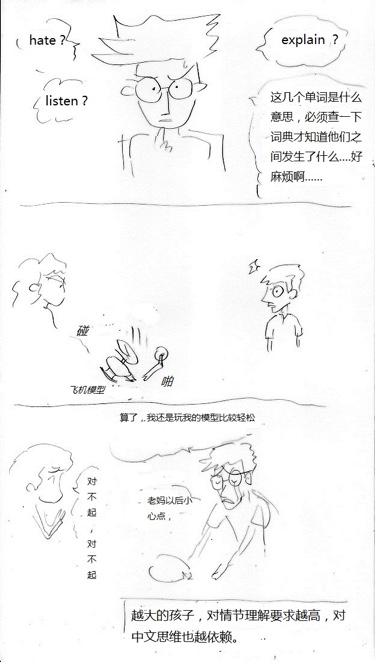 hate？
explain ？
listen？
这几个单词是什么
意思，必须查一下
词典才知道他们之
间发生了什么....好
麻烦啊......
碰
啪
飞机模型
算了，我还是玩我的模型比较轻松
对不起，对不起
老妈以后小
心点，
越大的孩子，对情节理解要求越高，对
中文思维也越依赖。